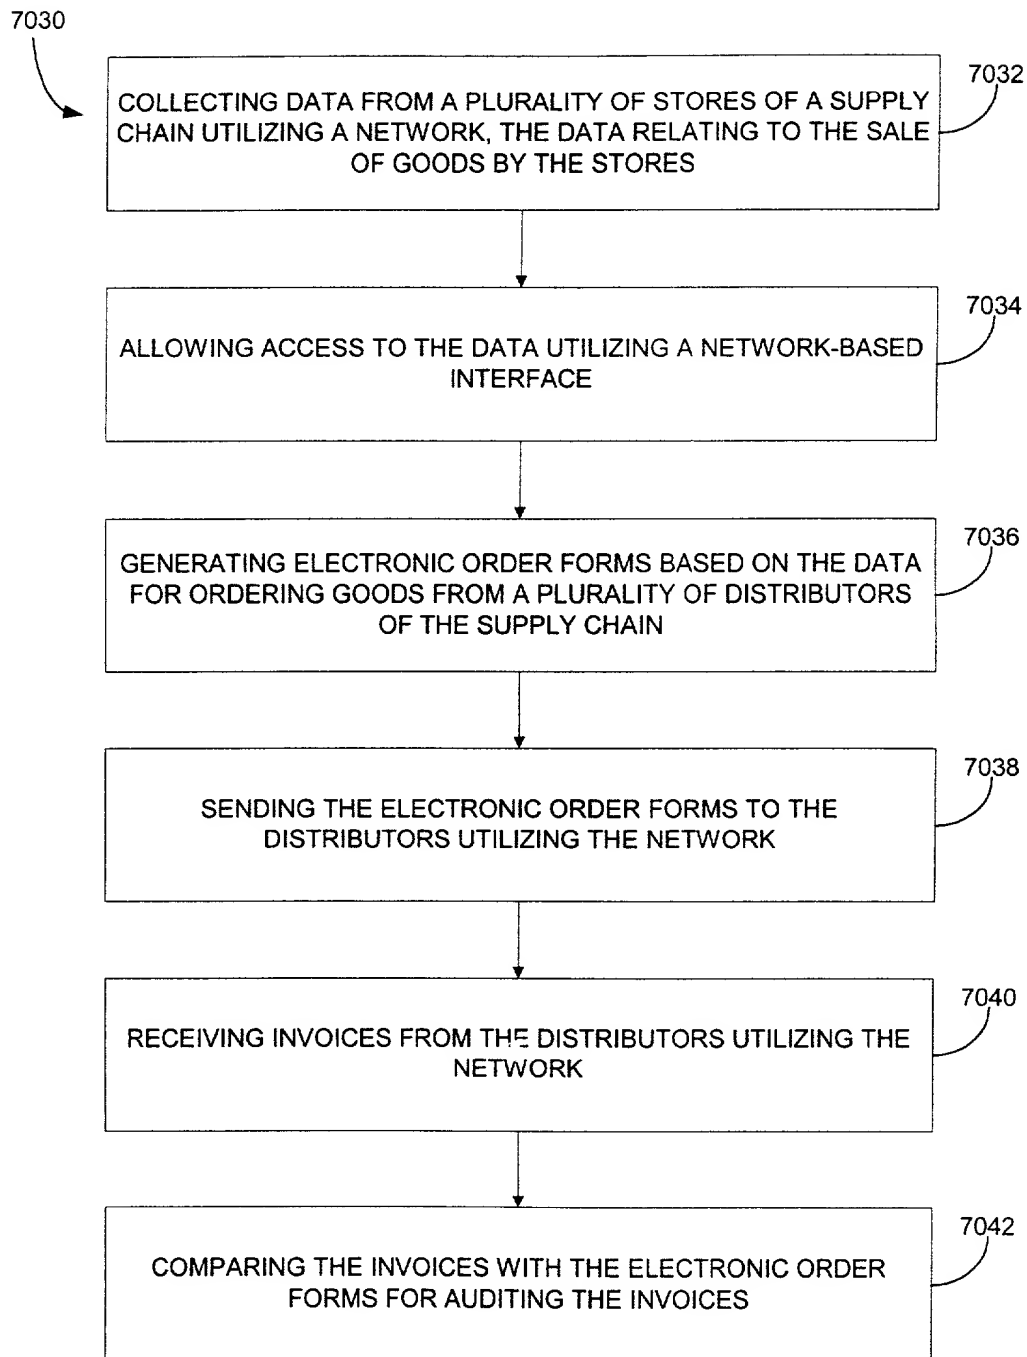 7030
7032
COLLECTING DATA FROM A PLURALITY OF STORES OF A SUPPLY
CHAIN UTILIZING A NETWORK, THE DATA RELATING TO THE SALE
OF GOODS BY THE STORES
7034
ALLOWING ACCESS TO THE DATA UTILIZING A NETWORK-BASED
INTERFACE
7036
GENERATING ELECTRONIC ORDER FORMS BASED ON THE DATA
FOR ORDERING GOODS FROM A PLURALITY OF DISTRIBUTORS
OF THE SUPPLY CHAIN
7038
SENDING THE ELECTRONIC ORDER FORMS TO THE
DISTRIBUTORS UTILIZING THE NETWORK
7040
RECEIVING INVOICES FROM THE DISTRIBUTORS UTILIZING THE
NETWORK
7042
COMPARING THE INVOICES WITH THE ELECTRONIC ORDER
FORMS FOR AUDITING THE INVOICES